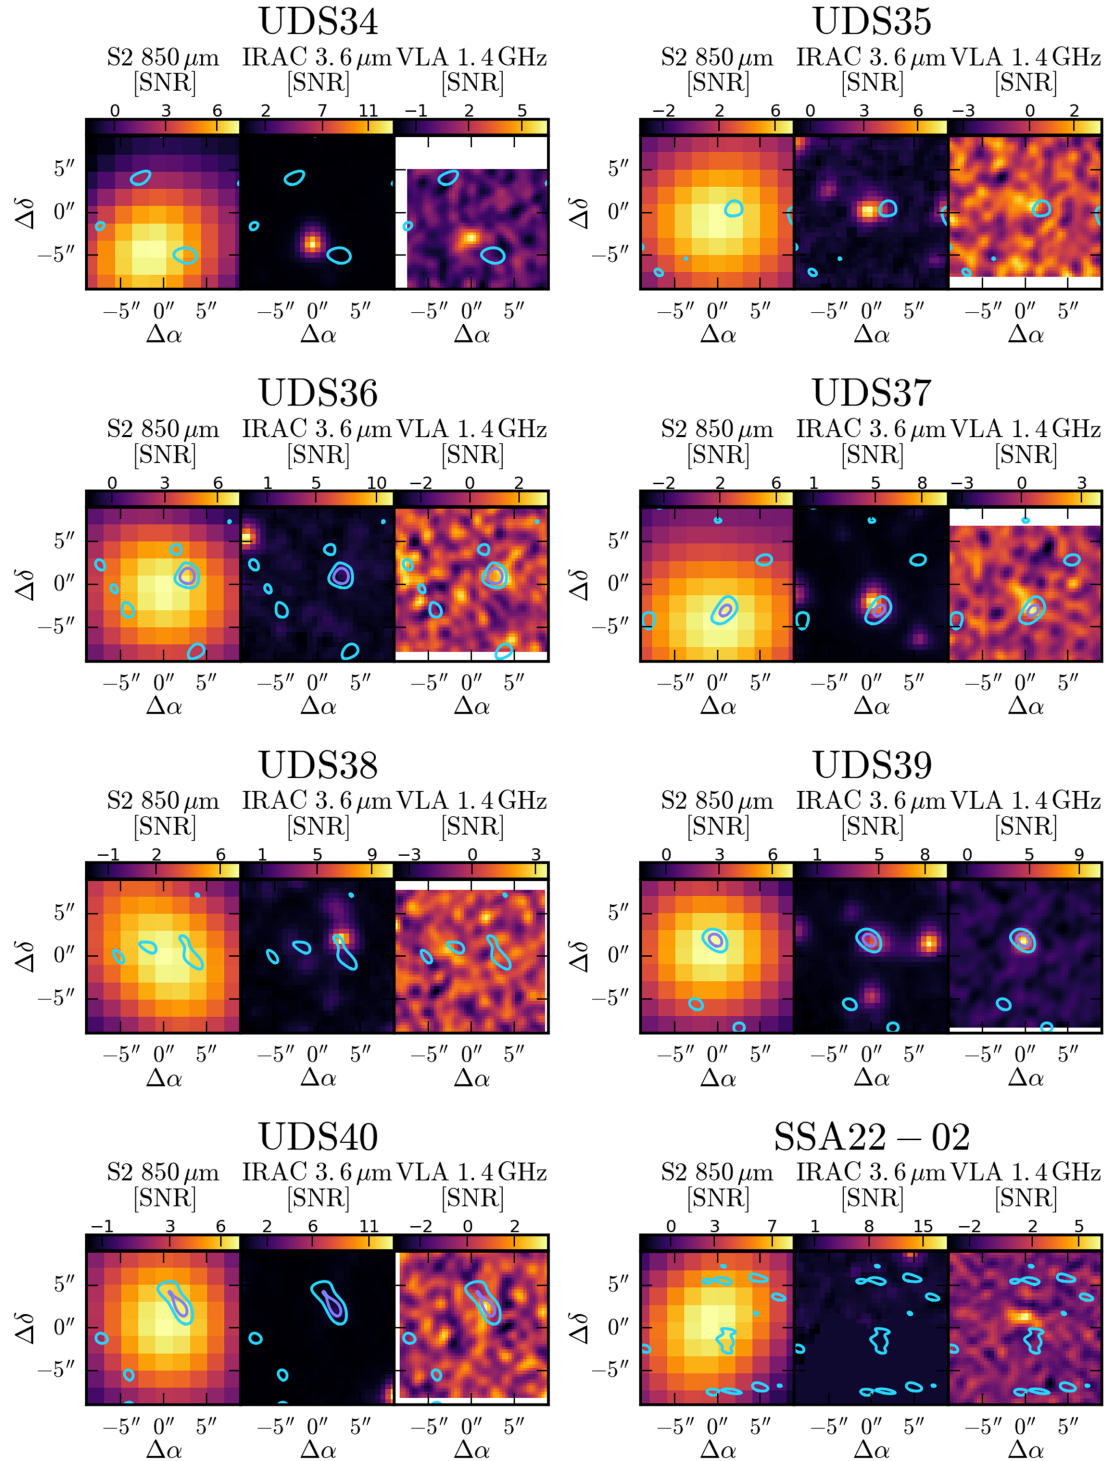 UDS34
S2 850 μm IRAC 3.6 μm VLA 1.4 GHz
[SNR] [SNR] [SNR]
0 3 6 2 7 11 −1 2 5
5″
0″
−5″
Δδ
−5″ 0″ 5″ −5″ 0″ 5″ −5″ 0″ 5″
Δα Δα Δα
UDS35
S2 850 μm IRAC 3.6 μm VLA 1.4 GHz
[SNR] [SNR] [SNR]
−2 2 6 0 3 7 −3 0 2
5″
0″
−5″
Δδ
−5″ 0″ 5″ −5″ 0″ 5″ −5″ 0″ 5″
Δα Δα Δα
UDS36
S2 850 μm IRAC 3.6 μm VLA 1.4 GHz
[SNR] [SNR] [SNR]
0 3 6 1 5 10 −2 0 2
5″
0″
−5″
Δδ
−5″ 0″ 5″ −5″ 0″ 5″ −5″ 0″ 5″
Δα Δα Δα
UDS37
S2 850 μm IRAC 3.6 μm VLA 1.4 GHz
[SNR] [SNR] [SNR]
−2 2 6 1 5 8 −3 0 3
5″
0″
−5″
Δδ
−5″ 0″ 5″ −5″ 0″ 5″ −5″ 0″ 5″
Δα Δα Δα
UDS38
S2 850 μm IRAC 3.6 μm VLA 1.4 GHz
[SNR] [SNR] [SNR]
−1 2 6 1 5 9 −3 0 3
5″
0″
−5″
Δδ
−5″ 0″ 5″ −5″ 0″ 5″ −5″ 0″ 5″
Δα Δα Δα
UDS39
S2 850 μm IRAC 3.6 μm VLA 1.4 GHz
[SNR] [SNR] [SNR]
0 3 6 1 5 8 0 5 9
5″
0″
−5″
Δδ
−5″ 0″ 5″ −5″ 0″ 5″ −5″ 0″ 5″
Δα Δα Δα
UDS40
S2 850 μm IRAC 3.6 μm VLA 1.4 GHz
[SNR] [SNR] [SNR]
−1 3 6 2 6 11 −2 0 2
5″
0″
−5″
Δδ
−5″ 0″ 5″ −5″ 0″ 5″ −5″ 0″ 5″
Δα Δα Δα
SSA22 − 02
S2 850 μm IRAC 3.6 μm VLA 1.4 GHz
[SNR] [SNR] [SNR]
0 3 7 1 8 15 −2 2 5
5″
0″
−5″
Δδ
−5″ 0″ 5″ −5″ 0″ 5″ −5″ 0″ 5″
Δα Δα Δα